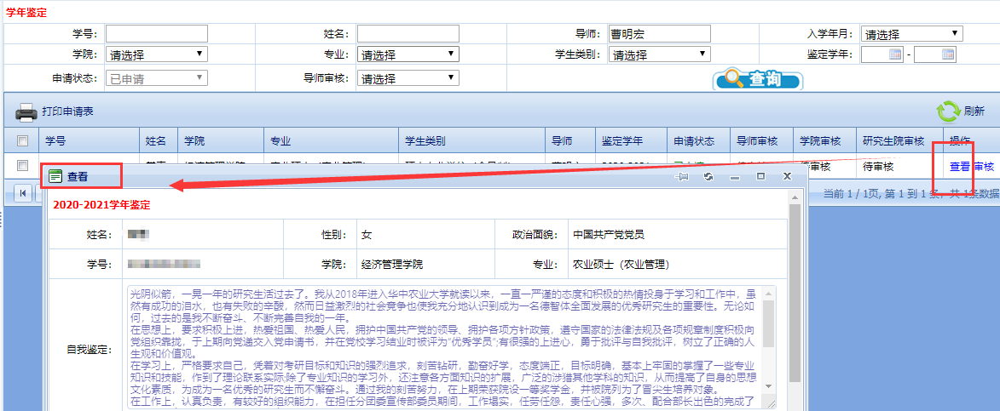 学年鉴定
学号： 姓名： 导师： 曹明宏 入学年月： 请选择
学院： 请选择 专业： 请选择 学生类别： 请选择 鉴定学年： -
申请状态： 已申请 导师审核： 请选择 查询
打印申请表 刷新
学号 姓名 学院 专业 学生类别 导师 鉴定学年 申请状态 导师审核 学院审核 研究生院审核 操作
待审核 待审核 查看 审核
查看
当前 1 / 1页, 第 1 到 1 条，共 1条数据
2020-2021学年鉴定
姓名： 性别： 女 政治面貌： 中国共产党党员
学号： 学院： 经济管理学院 专业： 农业硕士（农业管理）
自我鉴定：
光阴似箭，一晃一年的研究生活过去了。我从2018年进入华中农业大学就读以来，一直一严谨的态度和积极的热情投身于学习和工作中，虽
然有成功的泪水，也有失败的辛酸，然而日益激烈的社会竞争也使我充分地认识到成为一名德智体全面发展的优秀研究生的重要性。无论如
何，过去的是我不断奋斗、不断完善自我的一年。
在思想上，要求积极上进，热爱祖国、热爱人民，拥护中国共产党的领导、拥护各项方针政策，遵守国家的法律法规及各项规章制度积极向
党组织靠拢，于上期向党递交入党申请书，并在党校学习结业时被评为“优秀学员”;有很强的上进心，勇于批评与自我批评，树立了正确的人
生观和价值观。
在学习上，严格要求自己，凭着对考研目标和知识的强烈追求，刻苦钻研，勤奋好学，态度端正，目标明确，基本上牢固的掌握了一些专业
知识和技能，作到了理论联系实际;除了专业知识的学习外，还注意各方面知识的扩展，广泛的涉猎其他学科的知识，从而提高了自身的思想
文化素质，为成为一名优秀的研究生而不懈奋斗。通过我的刻苦努力，在上期荣获院设一等奖学金，并被院列为了冒尖生培养对象。
在工作上，认真负责，有较好的组织能力，在担任分团委宣传部委员期间，工作塌实，任劳任怨，责任心强，多次、配合部长出色的完成了